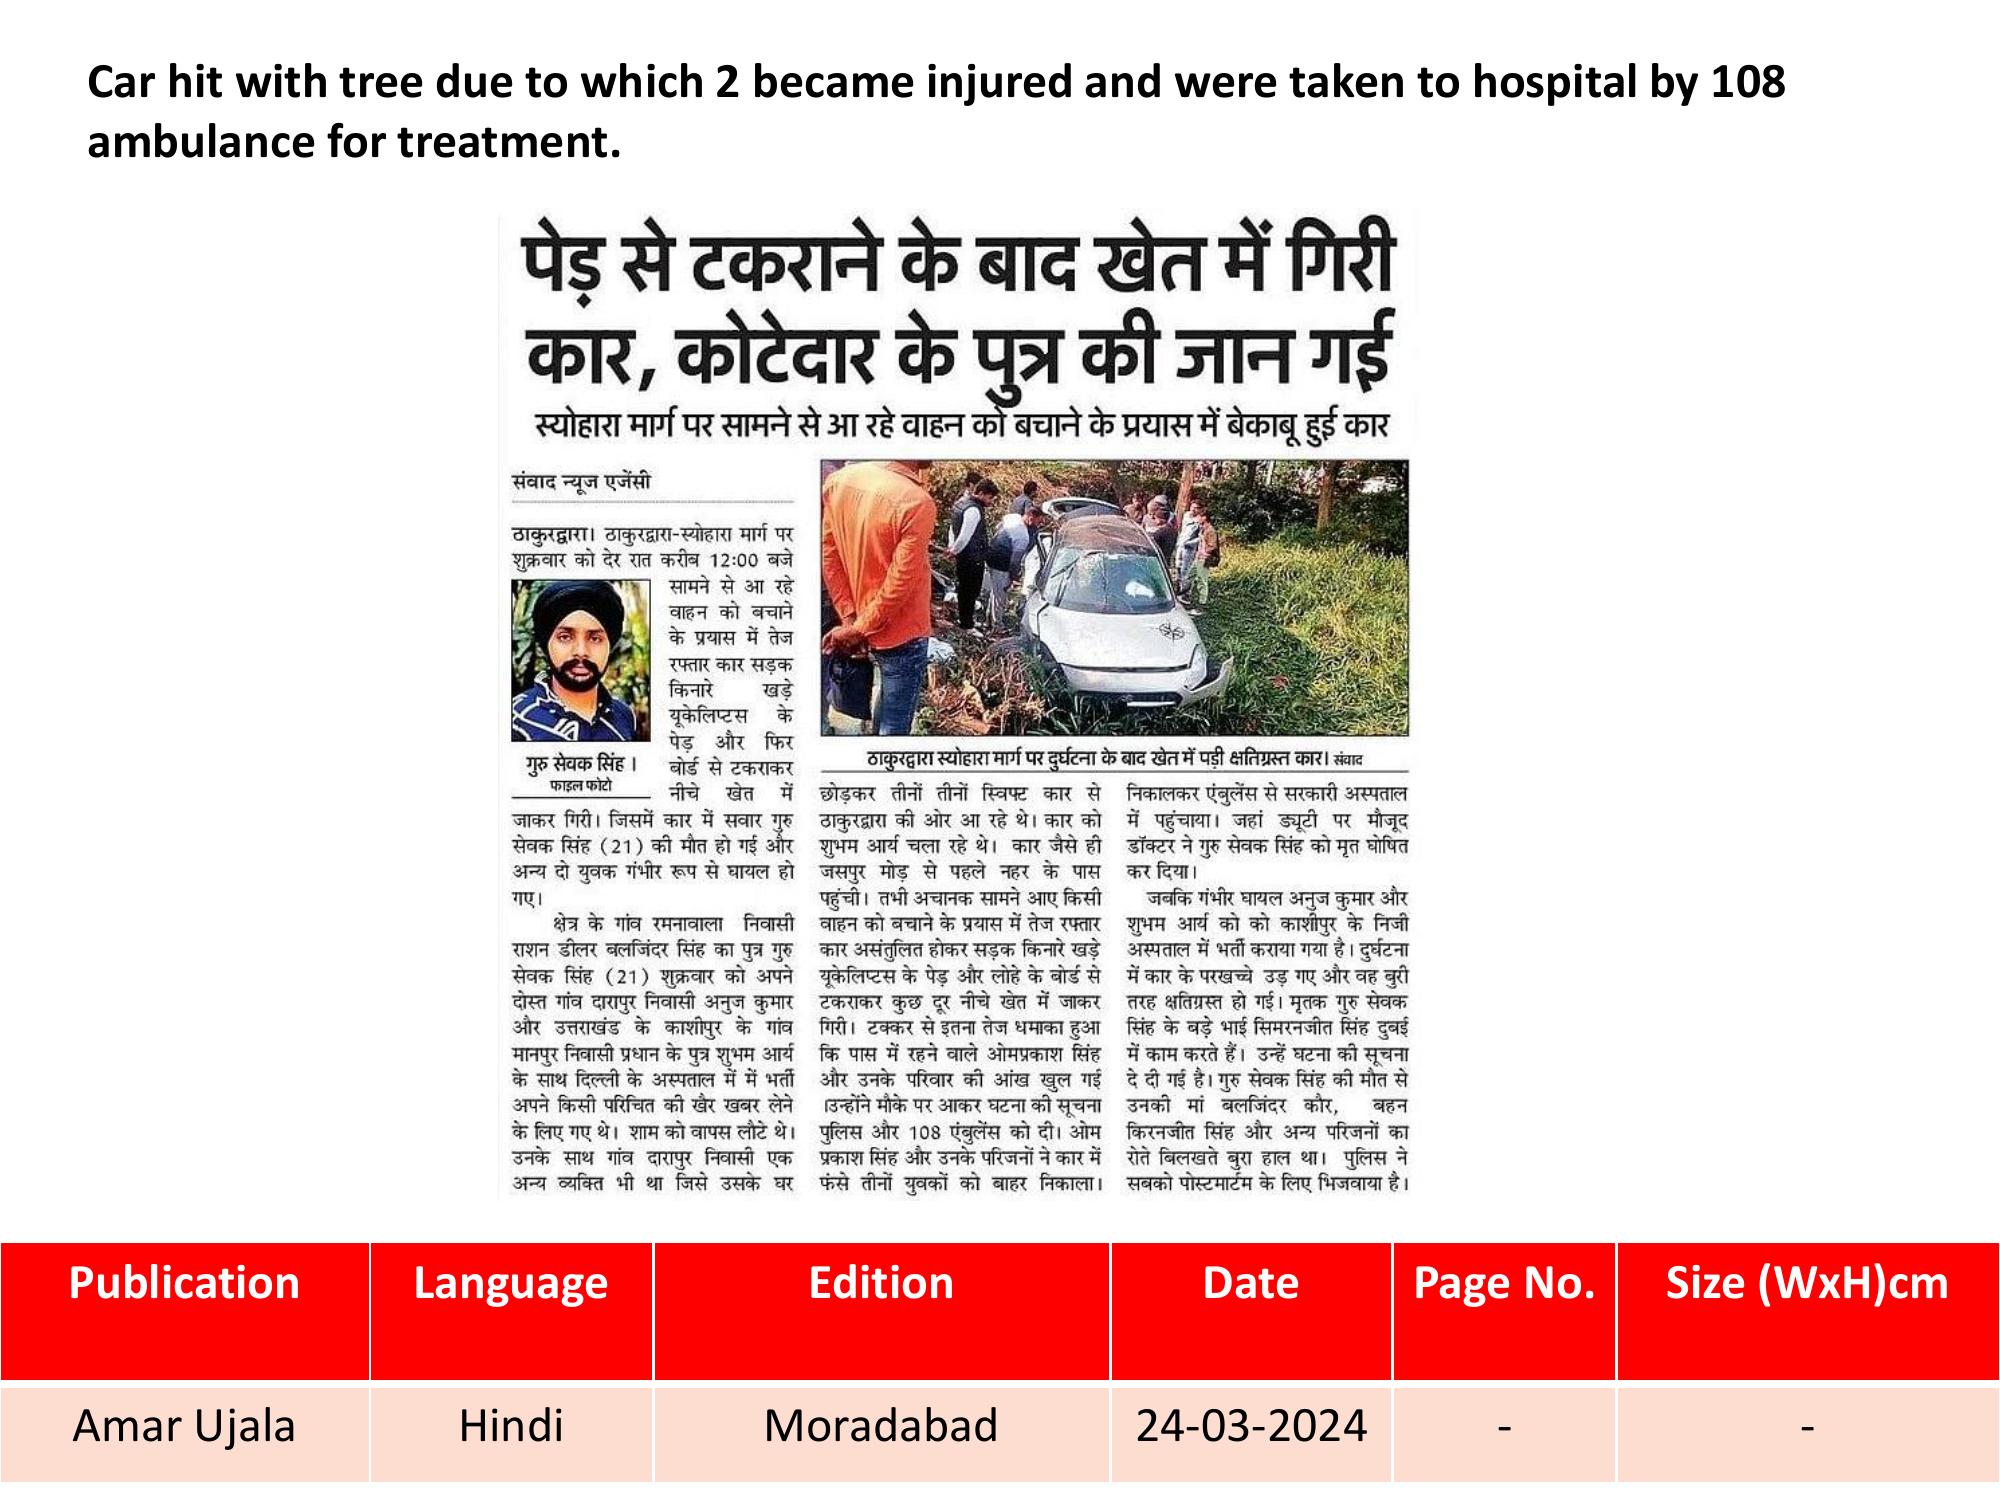 Car hit with tree due to which 2 became injured and were taken to hospital by 108
ambulance for treatment.
पेड़ से टकराने के बाद खेत में गिरी
कार, कोटेदार के पुत्र की जान गई
स्योहारा मार्ग पर सामने से आ रहे वाहन को बचाने के प्रयास में बेकाबू हुई कार
संवाद न्यूज एजेंसी
ठाकुरद्वारा। ठाकुरद्वारा-स्योहारा मार्ग पर
शुक्रवार को देर रात करीब 12:00 बजे
सामने से आ रहे
वाहन को बचाने
के प्रयास में तेज
रफ्तार कार सड़क
किनारे खड़े
यूकेलिप्टस के
पेड़ और फिर
बोर्ड से टकराकर
नीचे खेत में
गुरु सेवक सिंह ।
फाइल फोटो
जाकर गिरी। जिसमें कार में सवार गुरु
सेवक सिंह (21) की मौत हो गई और
अन्य दो युवक गंभीर रूप से घायल हो
गए।
क्षेत्र के गांव रमनावाला निवासी
राशन डीलर बलजिंदर सिंह का पुत्र गुरु
सेवक सिंह (21) शुक्रवार को अपने
दोस्त गांव दारापुर निवासी अनुज कुमार
और उत्तराखंड के काशीपुर के गांव
मानपुर निवासी प्रधान के पुत्र शुभम आर्य
के साथ दिल्ली के अस्पताल में में भर्ती
अपने किसी परिचित की खैर खबर लेने
के लिए गए थे। शाम को वापस लौटे थे।
उनके साथ गांव दारापुर निवासी एक
अन्य व्यक्ति भी था जिसे उसके घर
ठाकुरद्वारा स्योहारा मार्ग पर दुर्घटना के बाद खेत में पड़ी क्षतिग्रस्त कार। संवाद
छोड़कर तीनों तीनों स्विफ्ट कार से
ठाकुरद्वारा की ओर आ रहे थे। कार को
शुभम आर्य चला रहे थे। कार जैसे ही
जसपुर मोड़ से पहले नहर के पास
पहुंची। तभी अचानक सामने आए किसी
वाहन को बचाने के प्रयास में तेज रफ्तार
कार असंतुलित होकर सड़क किनारे खड़े
यूकेलिप्टस के पेड़ और लोहे के बोर्ड से
टकराकर कुछ दूर नीचे खेत में जाकर
गिरी। टक्कर से इतना तेज धमाका हुआ
कि पास में रहने वाले ओमप्रकाश सिंह
और उनके परिवार की आंख खुल गई
।उन्होंने मौके पर आकर घटना की सूचना
पुलिस और 108 एंबुलेंस को दी। ओम
प्रकाश सिंह और उनके परिजनों ने कार में
फंसे तीनों युवकों को बाहर निकाला।
निकालकर एंबुलेंस से सरकारी अस्पताल
में पहुंचाया। जहां ड्यूटी पर मौजूद
डॉक्टर ने गुरु सेवक सिंह को मृत घोषित
कर दिया।
जबकि गंभीर घायल अनुज कुमार और
शुभम आर्य को को काशीपुर के निजी
अस्पताल में भर्ती कराया गया है। दुर्घटना
में कार के परखच्चे उड़ गए और वह बुरी
तरह क्षतिग्रस्त हो गई। मृतक गुरु सेवक
सिंह के बड़े भाई सिमरनजीत सिंह दुबई
में काम करते हैं। उन्हें घटना की सूचना
दे दी गई है। गुरु सेवक सिंह की मौत से
उनकी मां बलजिंदर कौर, बहन
किरनजीत सिंह और अन्य परिजनों का
रोते बिलखते बुरा हाल था। पुलिस ने
सबको पोस्टमार्टम के लिए भिजवाया है।
Publication Language Edition Date Page No. Size (WxH)cm
Amar Ujala Hindi Moradabad 24-03-2024 - -